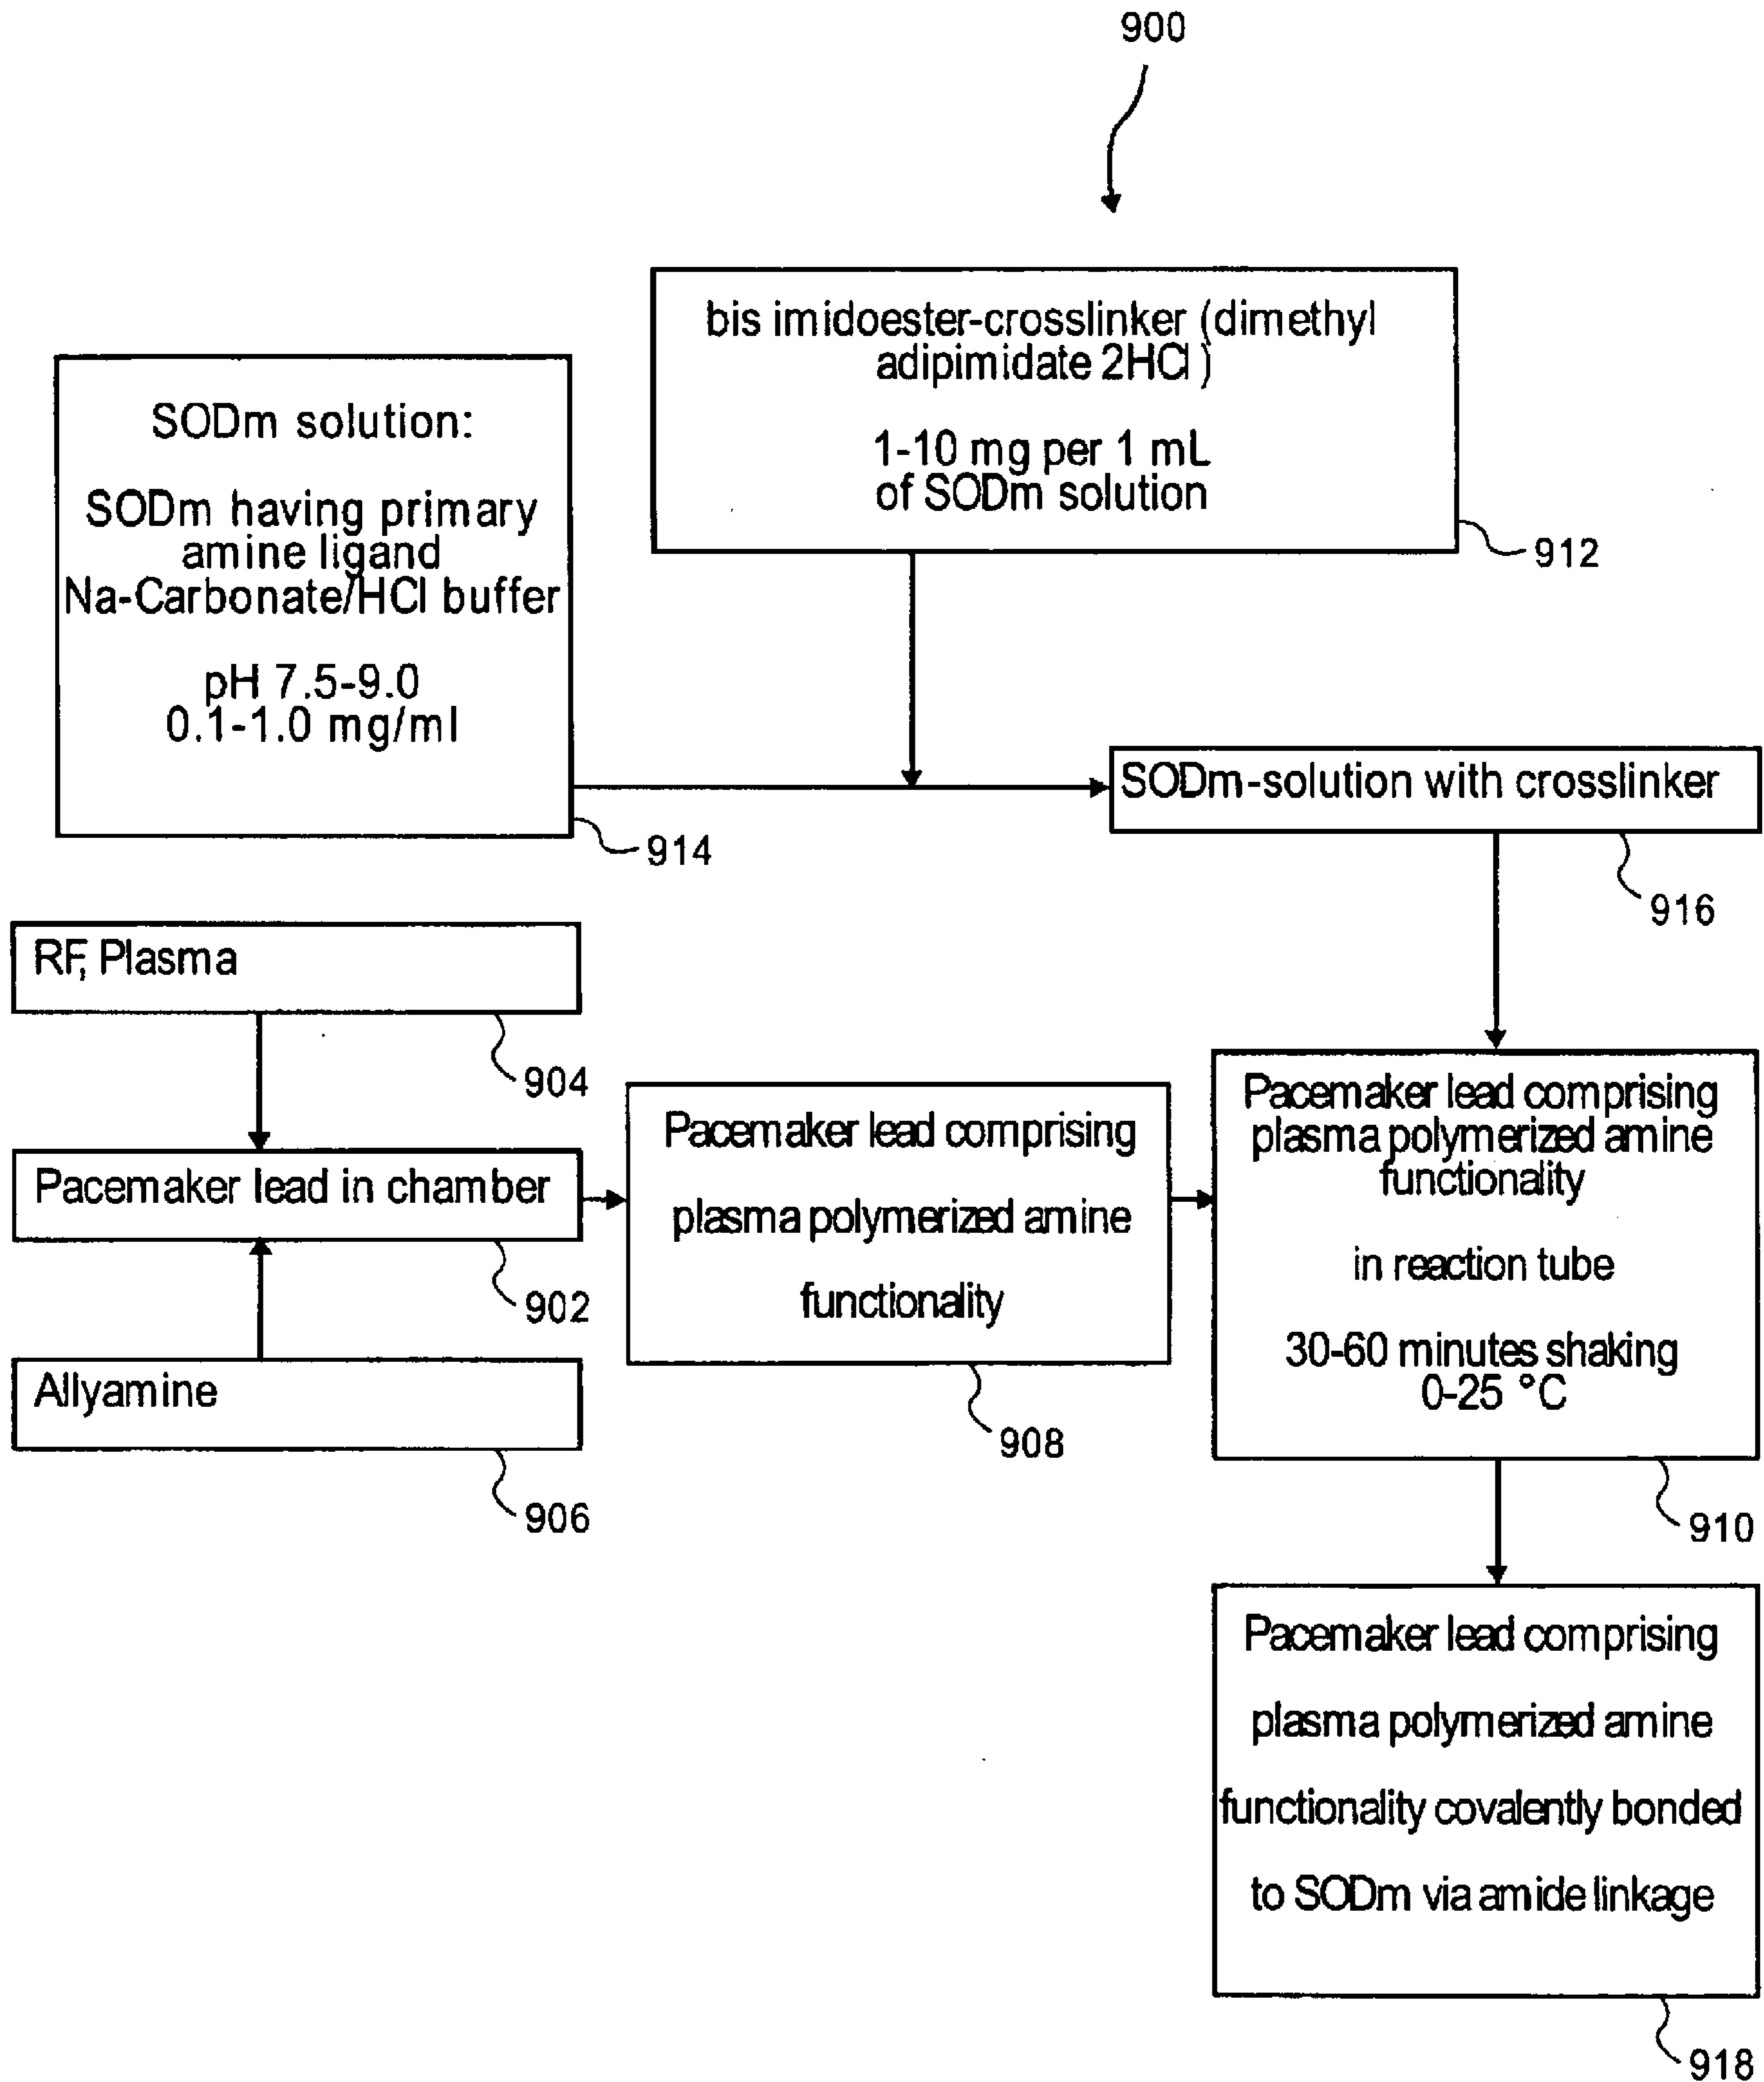 900
bis imidoester-crosslinker (dimethyl
adipimidate 2HCl)
1-10 mg per 1 mL
of SODm solution
912
SODm solution:
SODm having primary
amine ligand
Na-Carbonate/HCl buffer
pH 7.5-9.0
0.1-1.0 mg/ml
914
SODm-solution with crosslinker
916
RF, Plasma
904
Pacemaker lead in chamber
902
Allyamine
906
Pacemaker lead comprising
plasma polymerized amine
functionality
908
Pacemaker lead comprising
plasma polymerized amine
functionality
in reaction tube
30-60 minutes shaking
0-25 °C
910
Pacemaker lead comprising
plasma polymerized amine
functionality covalently bonded
to SODm via amide linkage
918